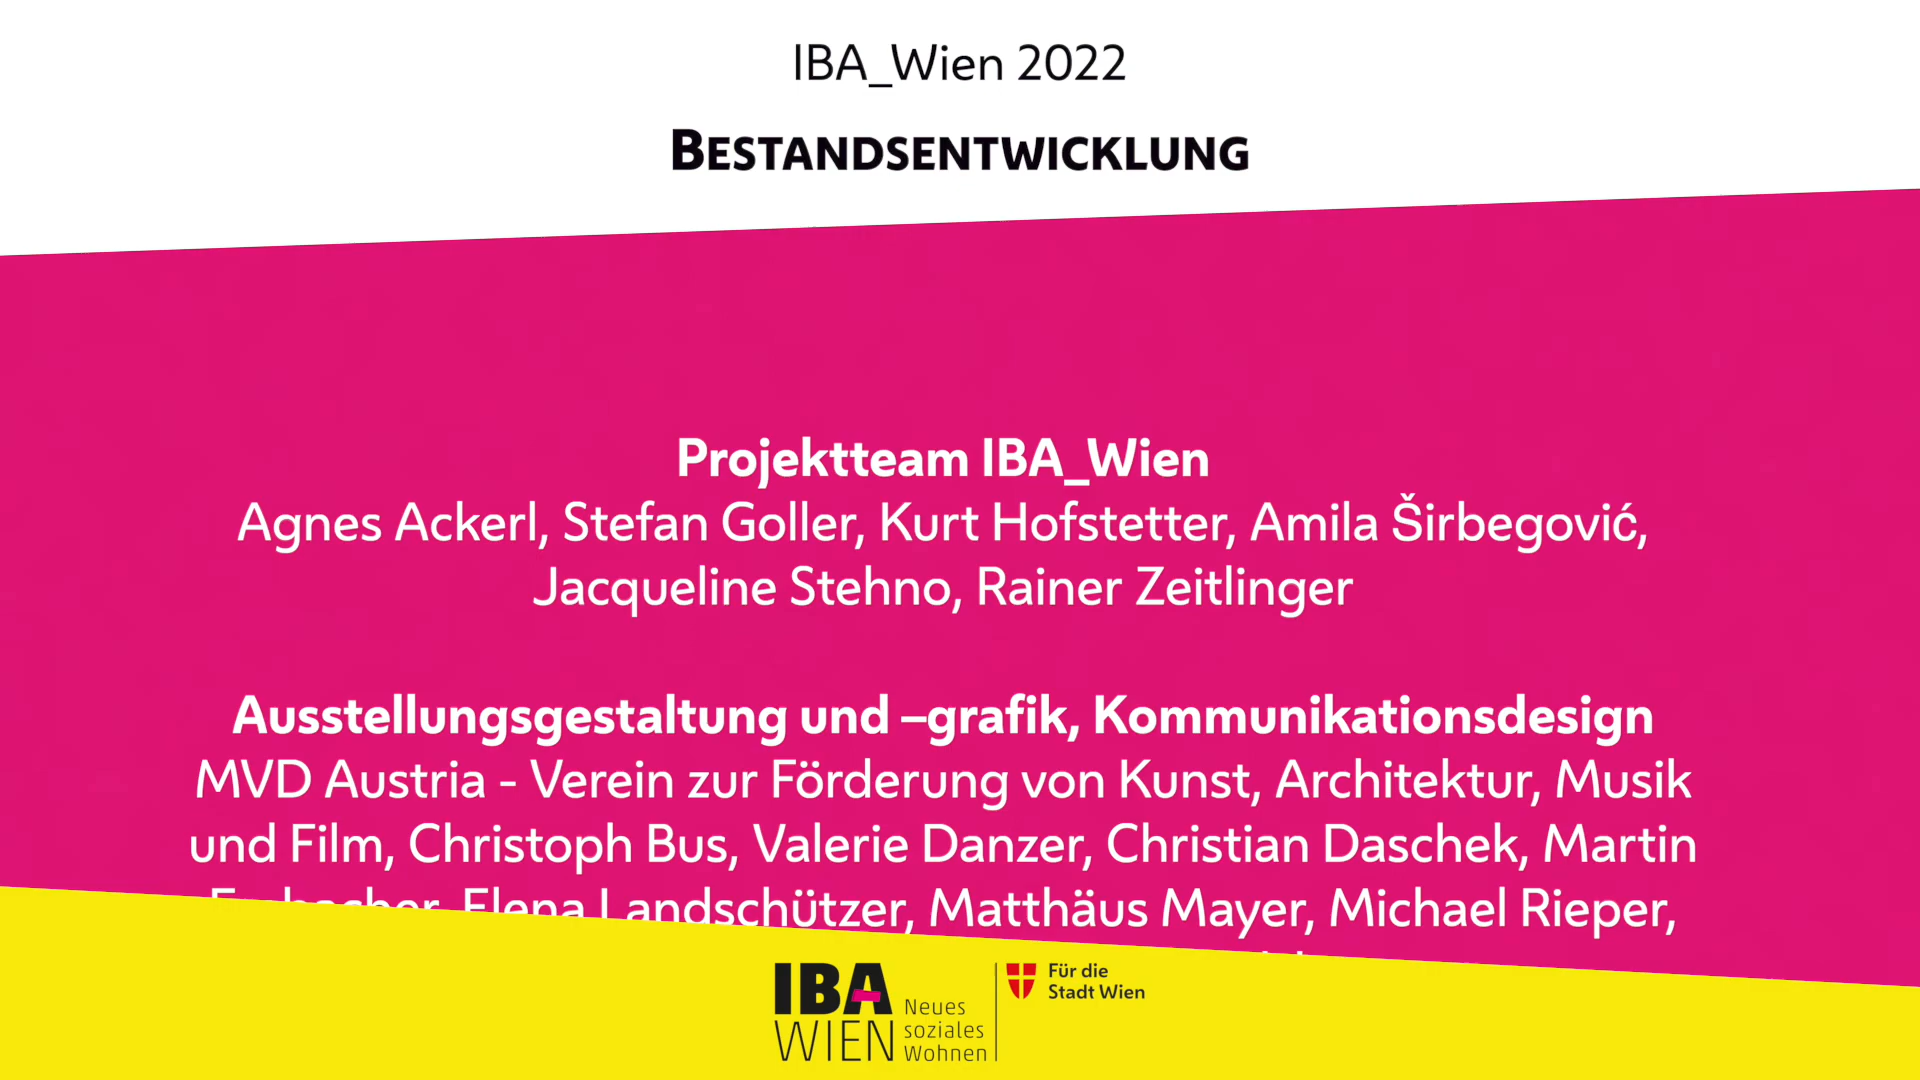 IBA_Wien 2022
BESTANDSENTWICKLUNG
Projektteam IBA_Wien
Agnes Ackerl, Stefan Goller, Kurt Hofstetter, Amila Širbegović,
Jacqueline Stehno, Rainer Zeitlinger
Ausstellungsgestaltung und –grafik, Kommunikationsdesign
MVD Austria - Verein zur Förderung von Kunst, Architektur, Musik
und Film, Christoph Bus, Valerie Danzer, Christian Daschek, Martin
Elena Landschützer, Matthäus Mayer, Michael Rieper,
IBA
WIEN
Neues
soziales
Wohnen
Für die
Stadt Wien